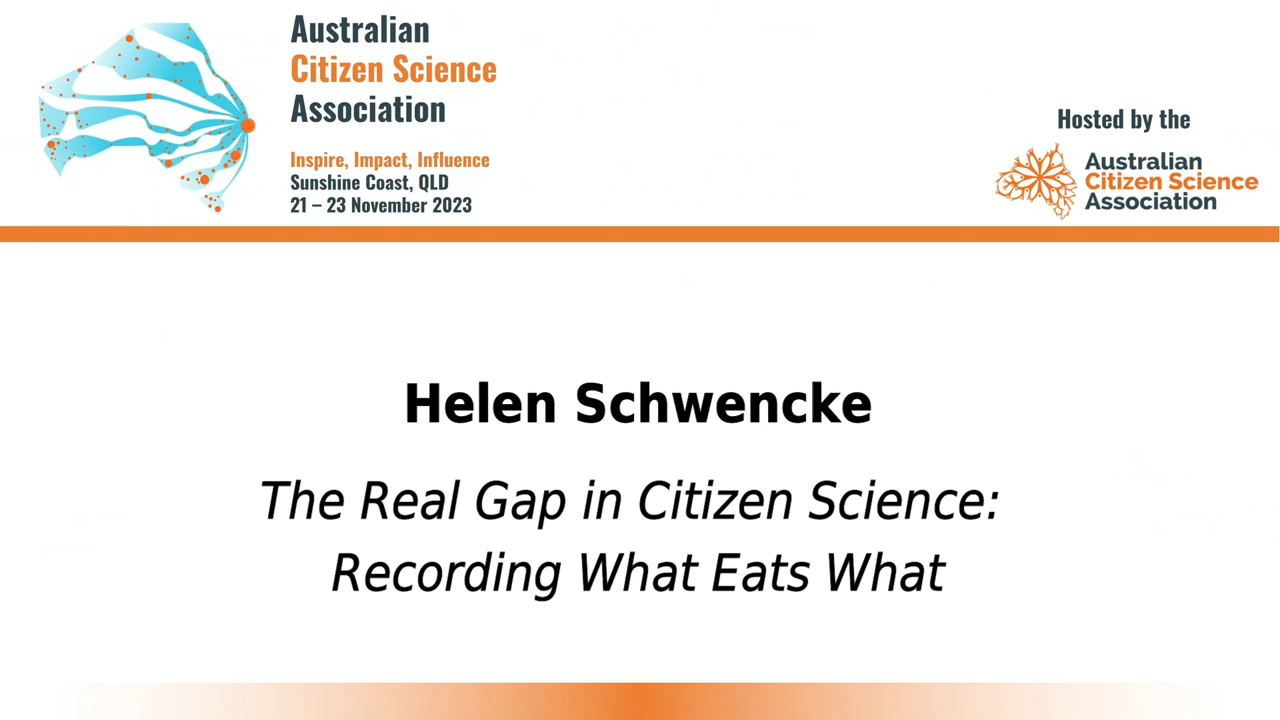 Australian
Citizen Science
Association
Inspire, Impact, Influence
Sunshine Coast, QLD
21 – 23 November 2023
Hosted by the
Australian
Citizen Science
Association
Helen Schwencke
The Real Gap in Citizen Science:
Recording What Eats What